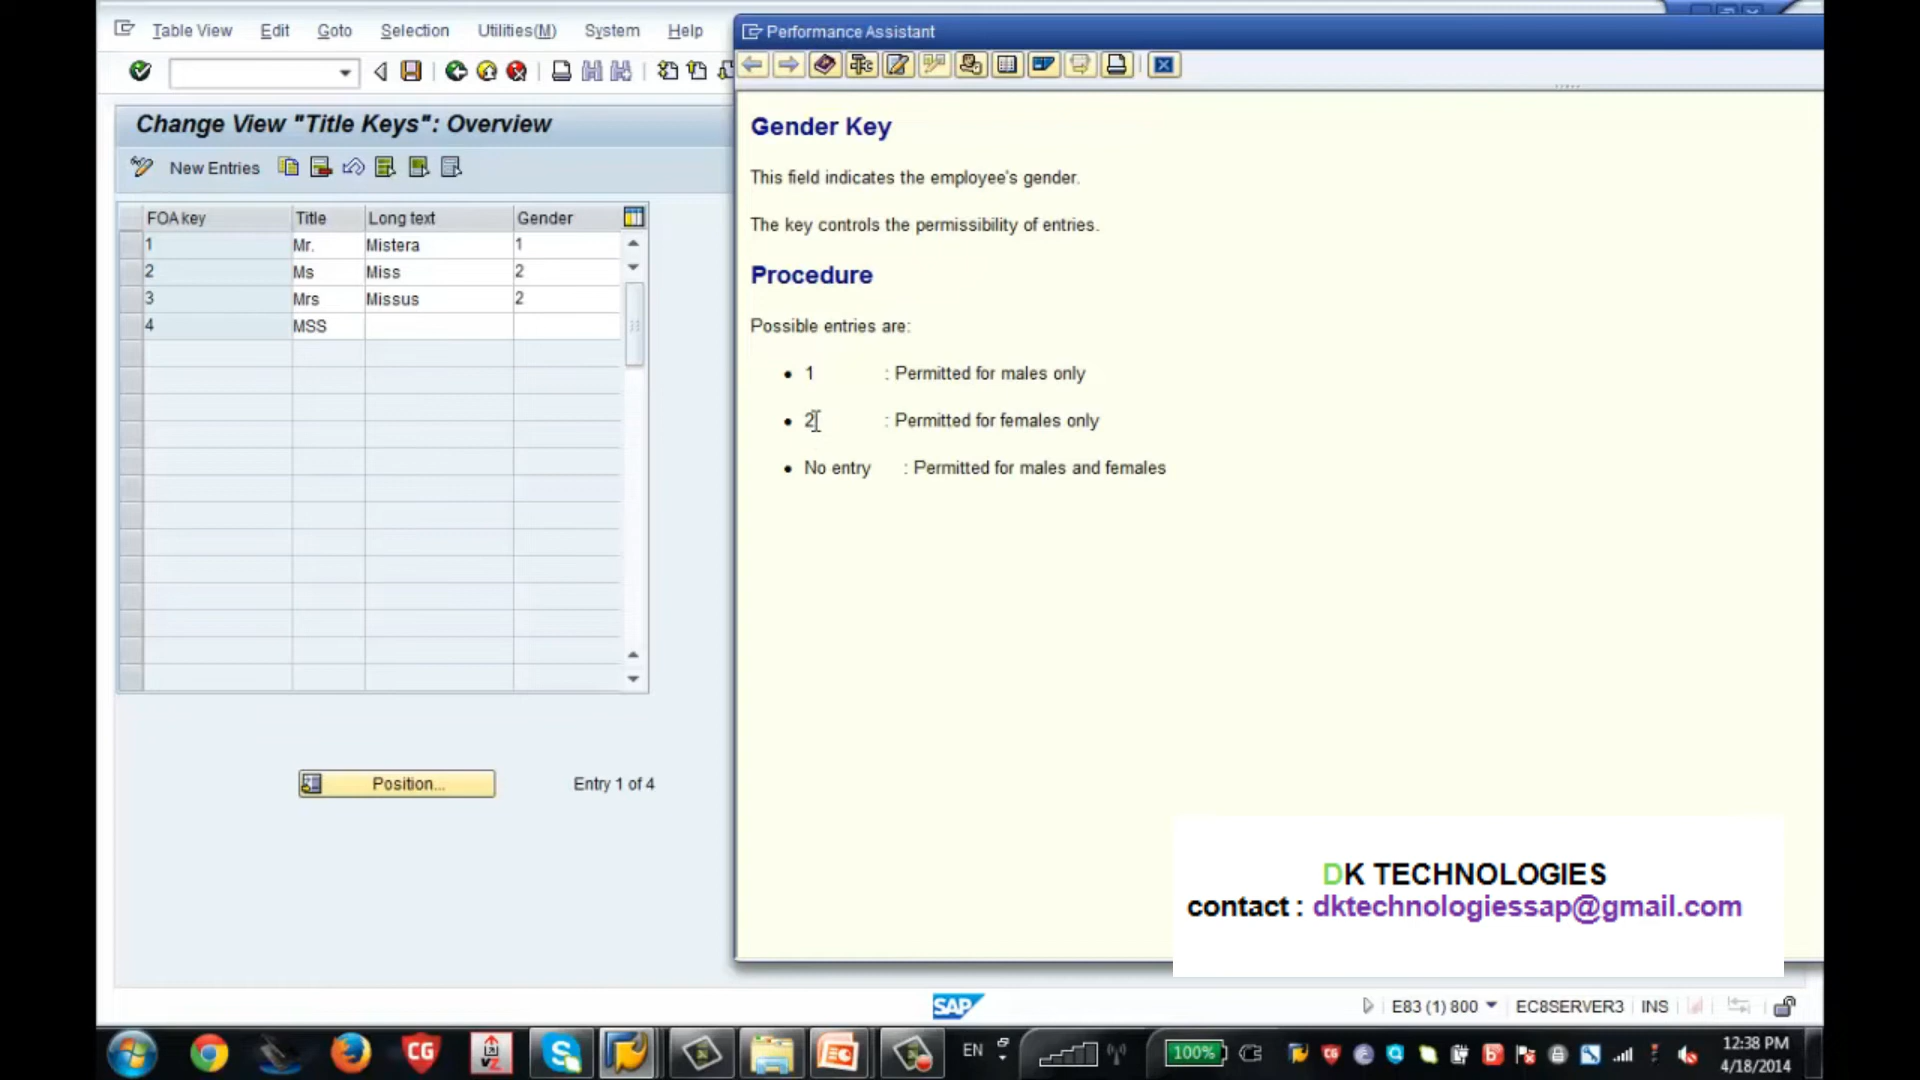 Table View Edit Goto Selection Utilities(M) System Help
Performance Assistant
Change View "Title Keys": Overview
New Entries
FOA key Title Long text Gender
1 Mr. Mistera 1
2 Ms Miss 2
3 Mrs Missus 2
4 MSS
Position... Entry 1 of 4
Gender Key
This field indicates the employee's gender.
The key controls the permissibility of entries.
Procedure
Possible entries are:
• 1 : Permitted for males only
• 2 : Permitted for females only
• No entry : Permitted for males and females
DK TECHNOLOGIES
contact : dktechnologiessap@gmail.com
SAP E83 (1) 800 EC8SERVER3 INS
CG EN 100% 12:38 PM
4/18/2014